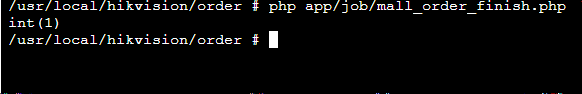 /usr/local/hikvision/order # php app/job/mall_order_finish.php
int(1)
/usr/local/hikvision/order #